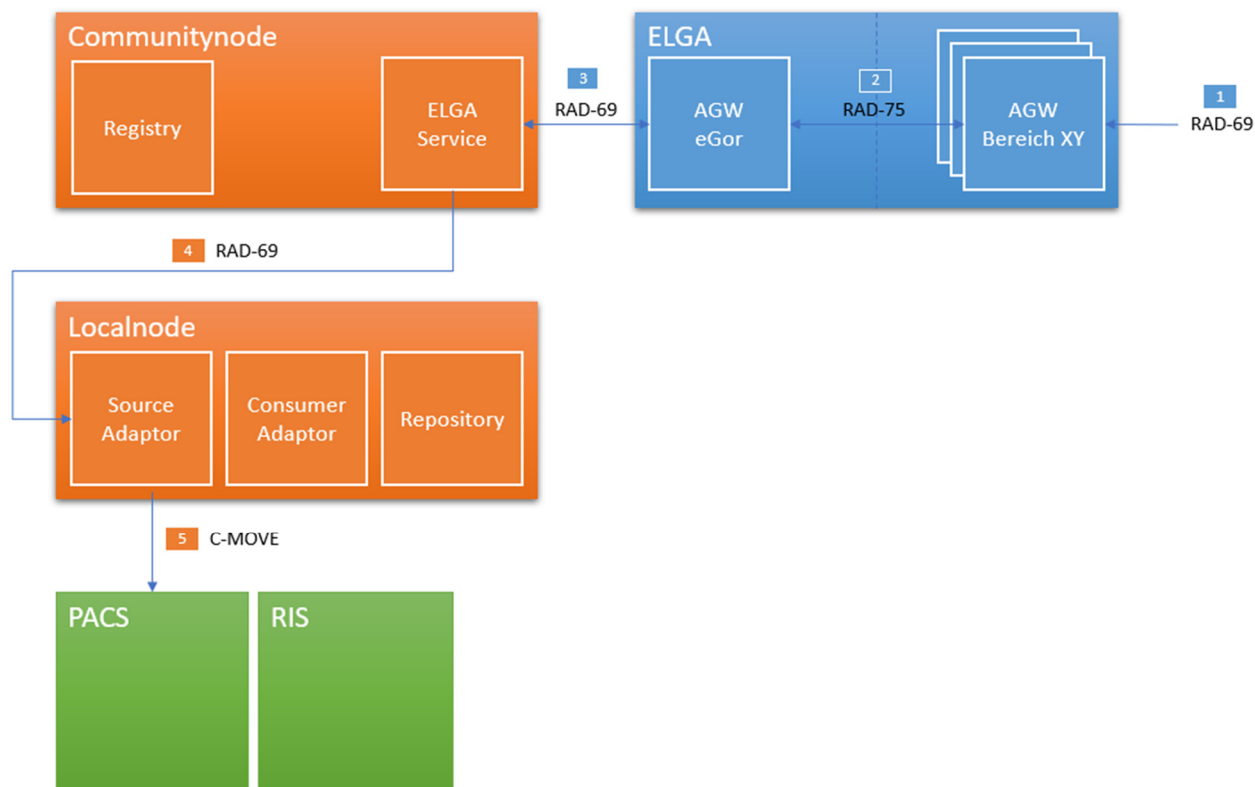 Communitynode
ELGA
Registry
ELGA
Service
3
RAD-69
AGW
eGor
2
RAD-75
AGW
Bereich XY
1
RAD-69
4 RAD-69
Localnode
Source
Adaptor
Consumer
Adaptor
Repository
5 C-MOVE
PACS
RIS